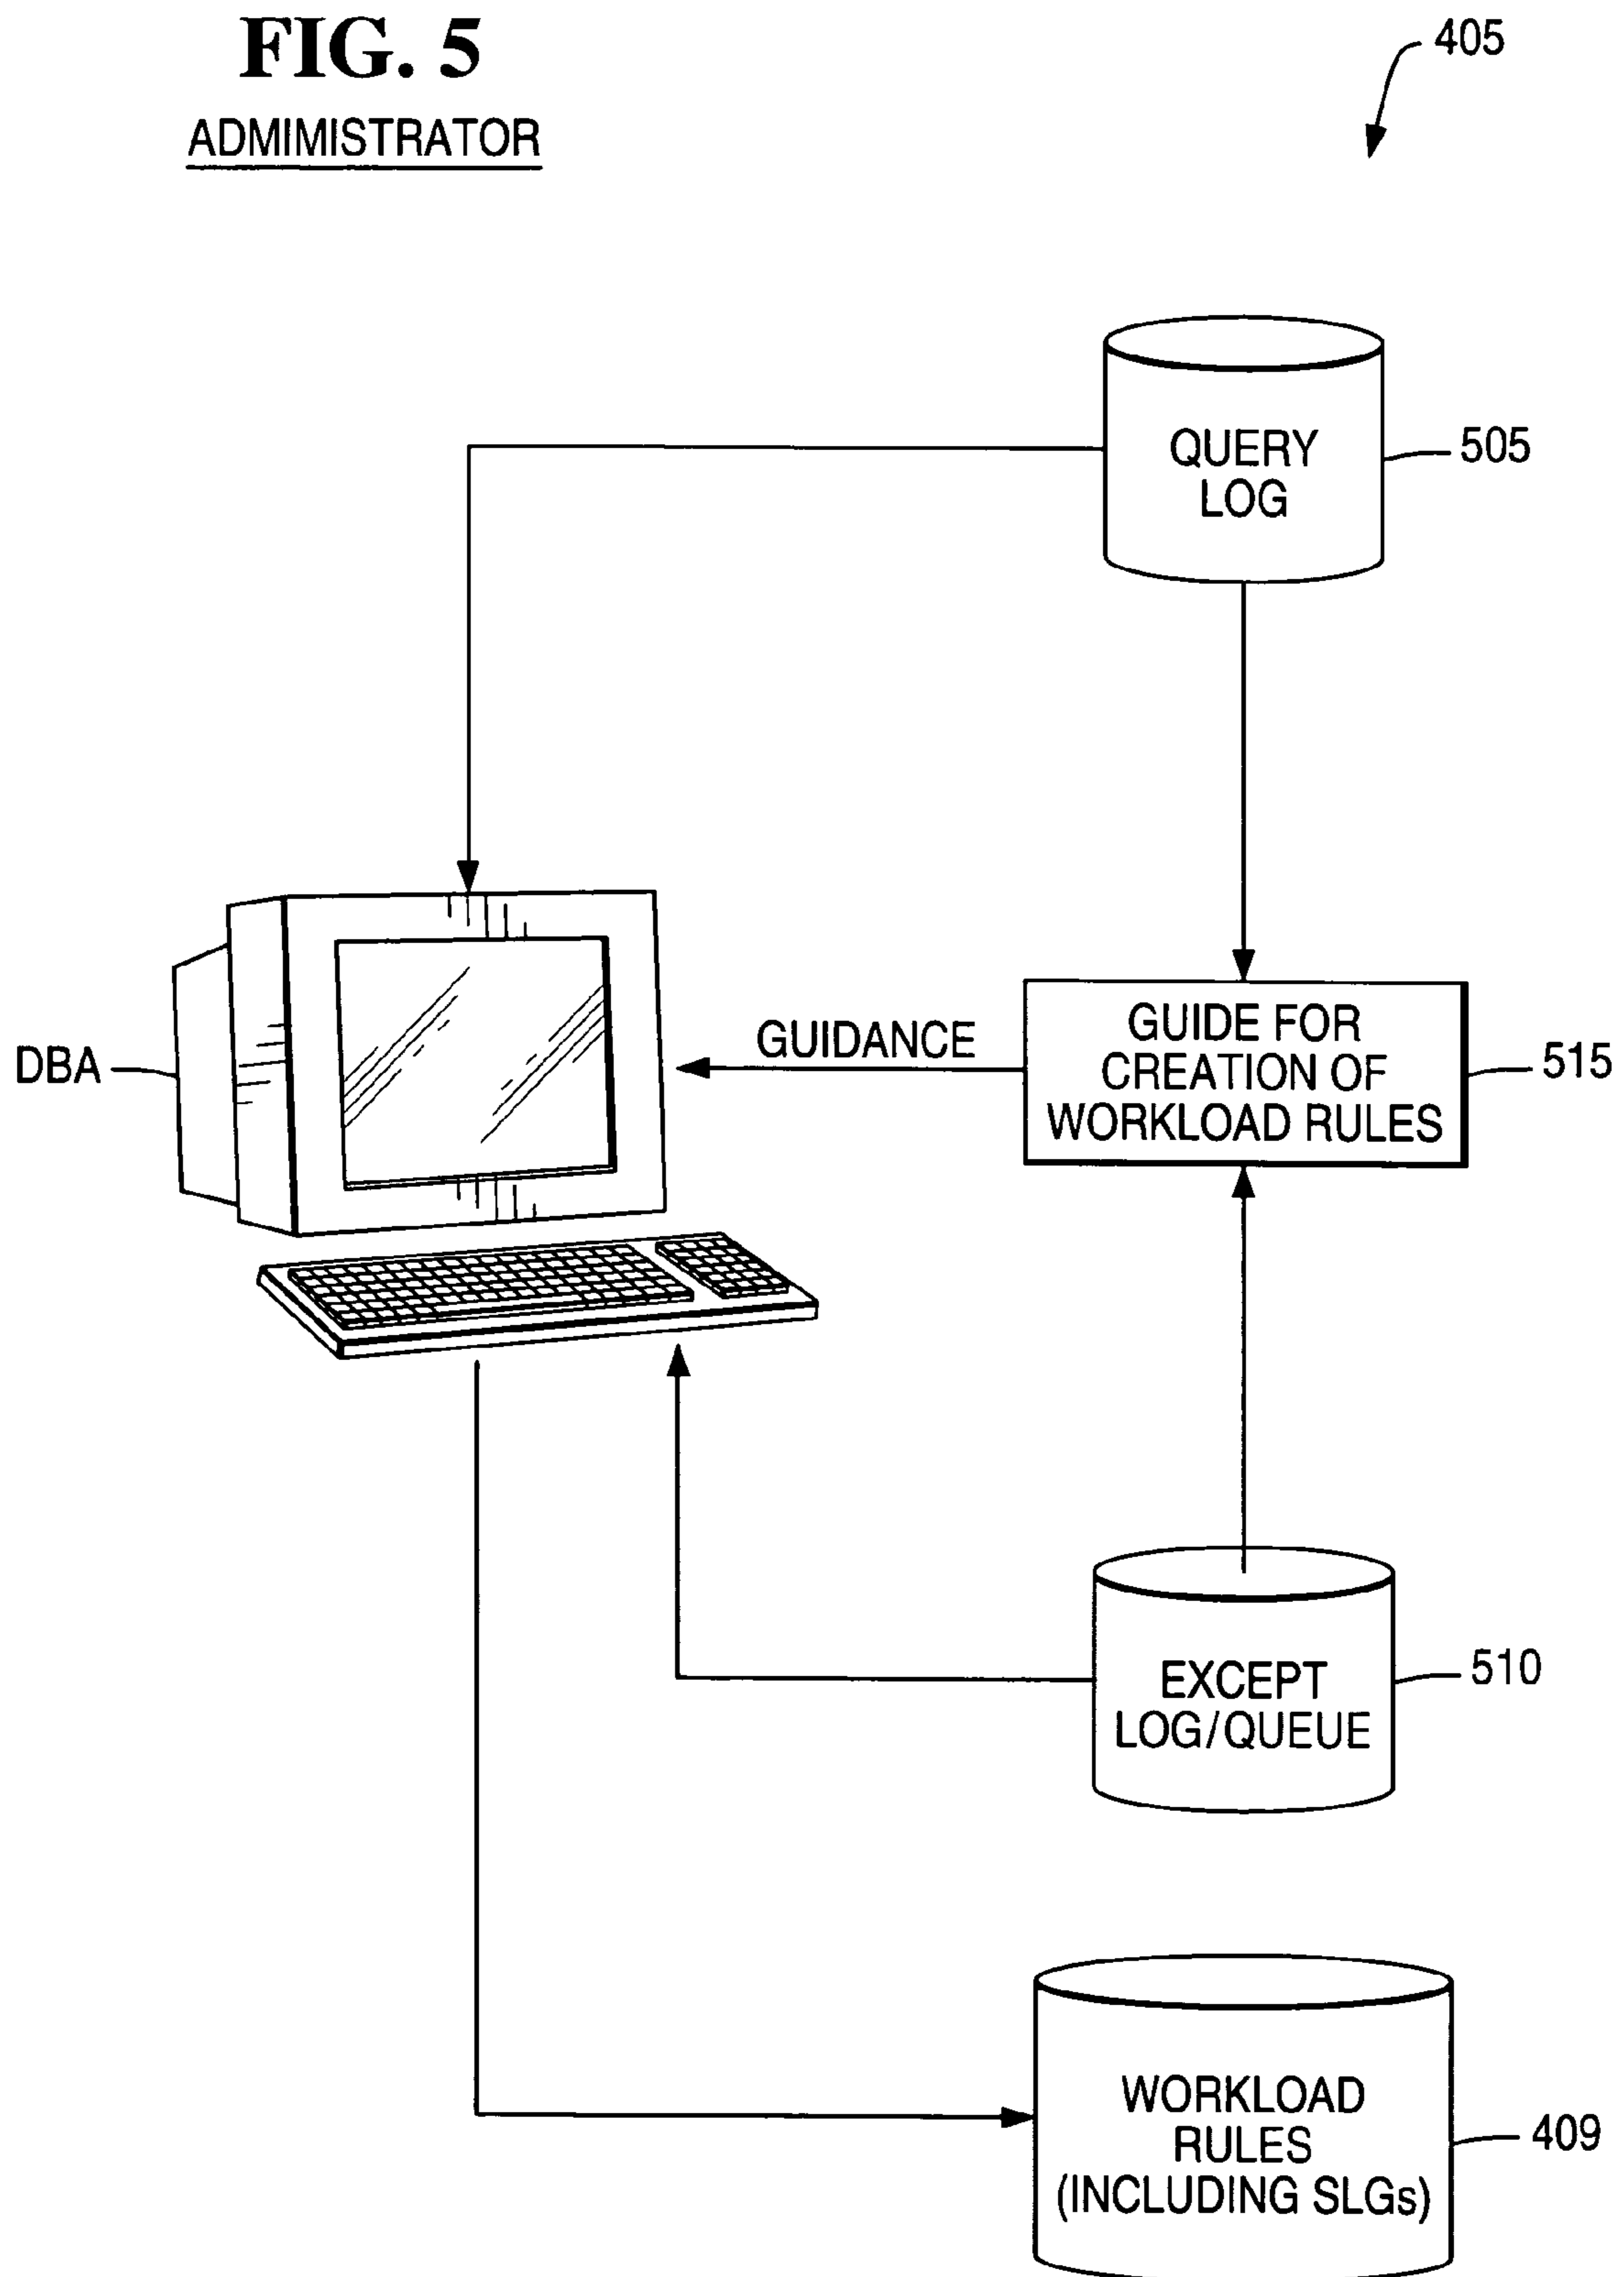 FIG. 5
ADMIMISTRATOR
405
QUERY
LOG
505
DBA
GUIDANCE
GUIDE FOR
CREATION OF
WORKLOAD RULES
515
EXCEPT
LOG/QUEUE
510
WORKLOAD
RULES
(INCLUDING SLGs)
409